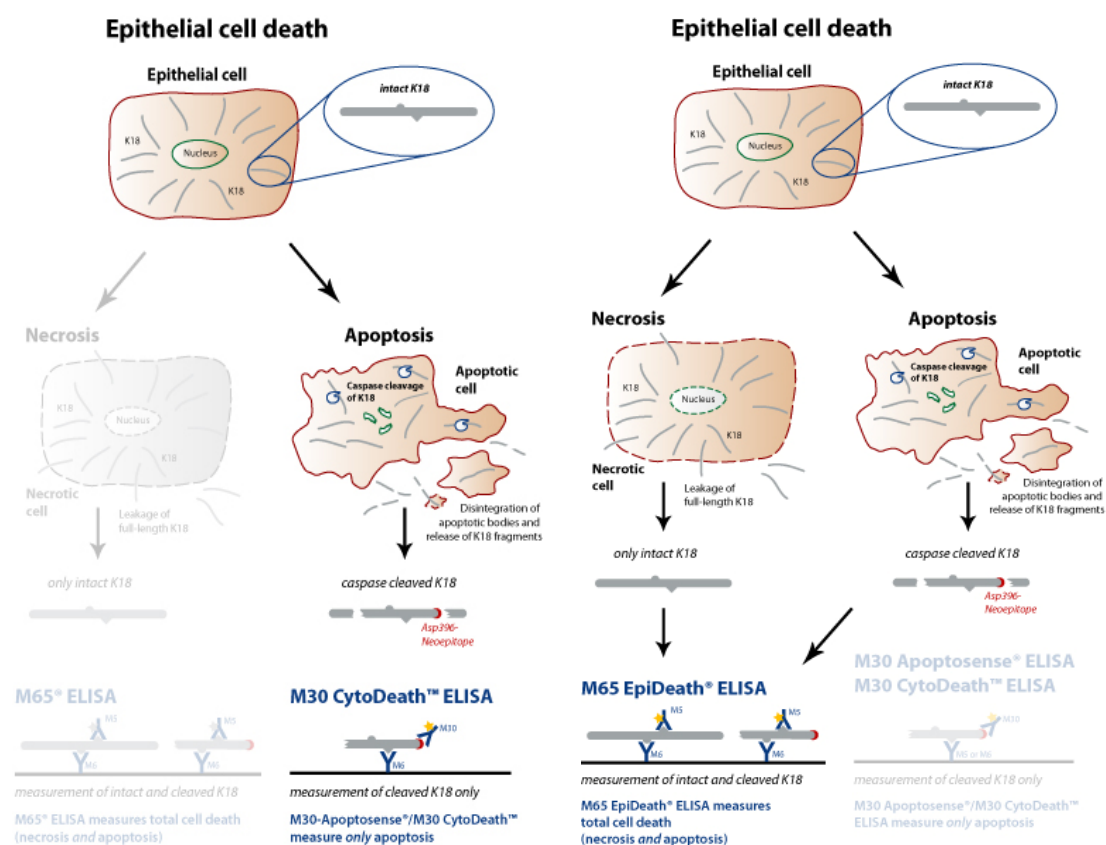 Epithelial cell death
Epithelial cell
intact K18
K18
Nucleus
K18
Necrosis
K18
Nucleus
K18
Necrotic
cell
Leakage of
full-length K18
only intact K18
Apoptosis
Caspase cleavage
of K18
Apoptotic
cell
Disintegration of
apoptotic bodies and
release of K18 fragments
caspase cleaved K18
Asp396-
Neoepitope
M65® ELISA
M5
M5
M6
M6
measurement of intact and cleaved K18
M65® ELISA measures total cell death
(necrosis and apoptosis)
M30 CytoDeath™ ELISA
M30
M6
measurement of cleaved K18 only
M30-Apoptosense®/M30 CytoDeath™
measure only apoptosis
Epithelial cell death
Epithelial cell
intact K18
K18
Nucleus
K18
Necrosis
K18
Nucleus
K18
Necrotic
cell
Leakage of
full-length K18
only intact K18
Apoptosis
Caspase cleavage
of K18
Apoptotic
cell
Disintegration of
apoptotic bodies and
release of K18 fragments
caspase cleaved K18
Asp396-
Neoepitope
M65 EpiDeath® ELISA
M5
M5
M6
M6
measurement of intact and cleaved K18
M65 EpiDeath® ELISA measures
total cell death
(necrosis and apoptosis)
M30 Apoptosense® ELISA
M30 CytoDeath™ ELISA
M30
M5 or M6
measurement of cleaved K18 only
M30 Apoptosense®/M30 CytoDeath™
ELISA measure only apoptosis